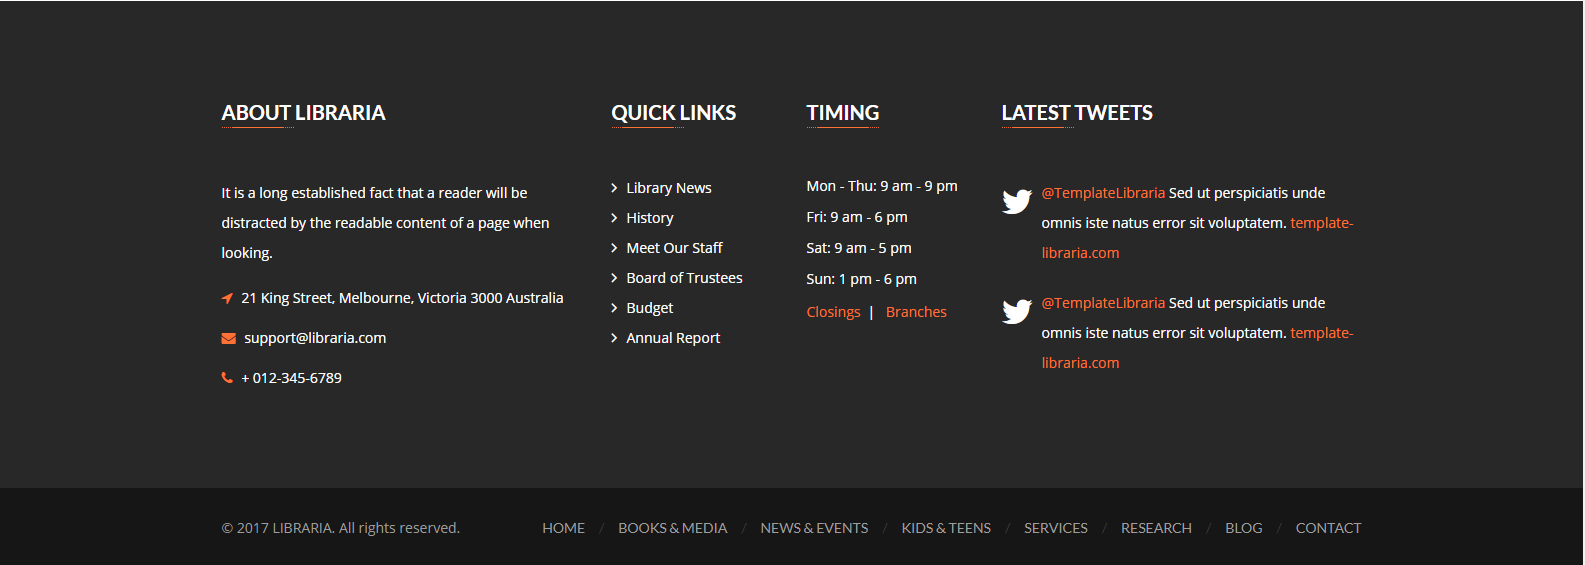 ABOUT LIBRARIA
It is a long established fact that a reader will be
distracted by the readable content of a page when
looking.
21 King Street, Melbourne, Victoria 3000 Australia
support@libraria.com
+ 012-345-6789
QUICK LINKS
Library News
History
Meet Our Staff
Board of Trustees
Budget
Annual Report
TIMING
Mon - Thu: 9 am - 9 pm
Fri: 9 am - 6 pm
Sat: 9 am - 5 pm
Sun: 1 pm - 6 pm
Closings | Branches
LATEST TWEETS
@TemplateLibraria Sed ut perspiciatis unde
omnis iste natus error sit voluptatem. template-
libraria.com
@TemplateLibraria Sed ut perspiciatis unde
omnis iste natus error sit voluptatem. template-
libraria.com
© 2017 LIBRARIA. All rights reserved.
HOME / BOOKS & MEDIA / NEWS & EVENTS / KIDS & TEENS / SERVICES / RESEARCH / BLOG / CONTACT